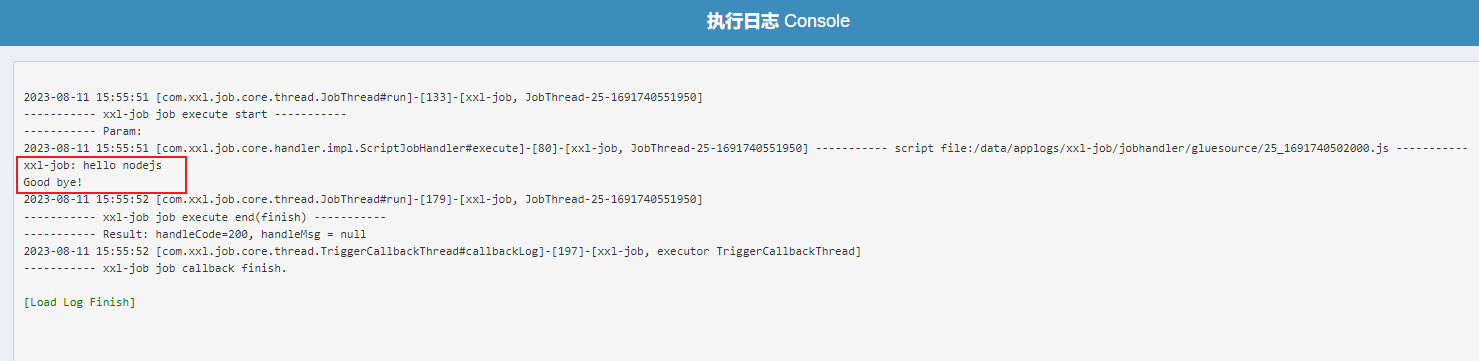 执行日志 Console
2023-08-11 15:55:51 [com.xxl.job.core.thread.JobThread#run]-[133]-[xxl-job, JobThread-25-1691740551950]
----------- xxl-job job execute start -----------
----------- Param:
2023-08-11 15:55:51 [com.xxl.job.core.handler.impl.ScriptJobHandler#execute]-[80]-[xxl-job, JobThread-25-1691740551950] ----------- script file:/data/applogs/xxl-job/jobhandler/gluesource/25_1691740502000.js -----------
xxl-job: hello nodejs
Good bye!
2023-08-11 15:55:52 [com.xxl.job.core.thread.JobThread#run]-[179]-[xxl-job, JobThread-25-1691740551950]
----------- xxl-job job execute end(finish) -----------
----------- Result: handleCode=200, handleMsg = null
2023-08-11 15:55:52 [com.xxl.job.core.thread.TriggerCallbackThread#callbackLog]-[197]-[xxl-job, executor TriggerCallbackThread]
----------- xxl-job job callback finish.
[Load Log Finish]